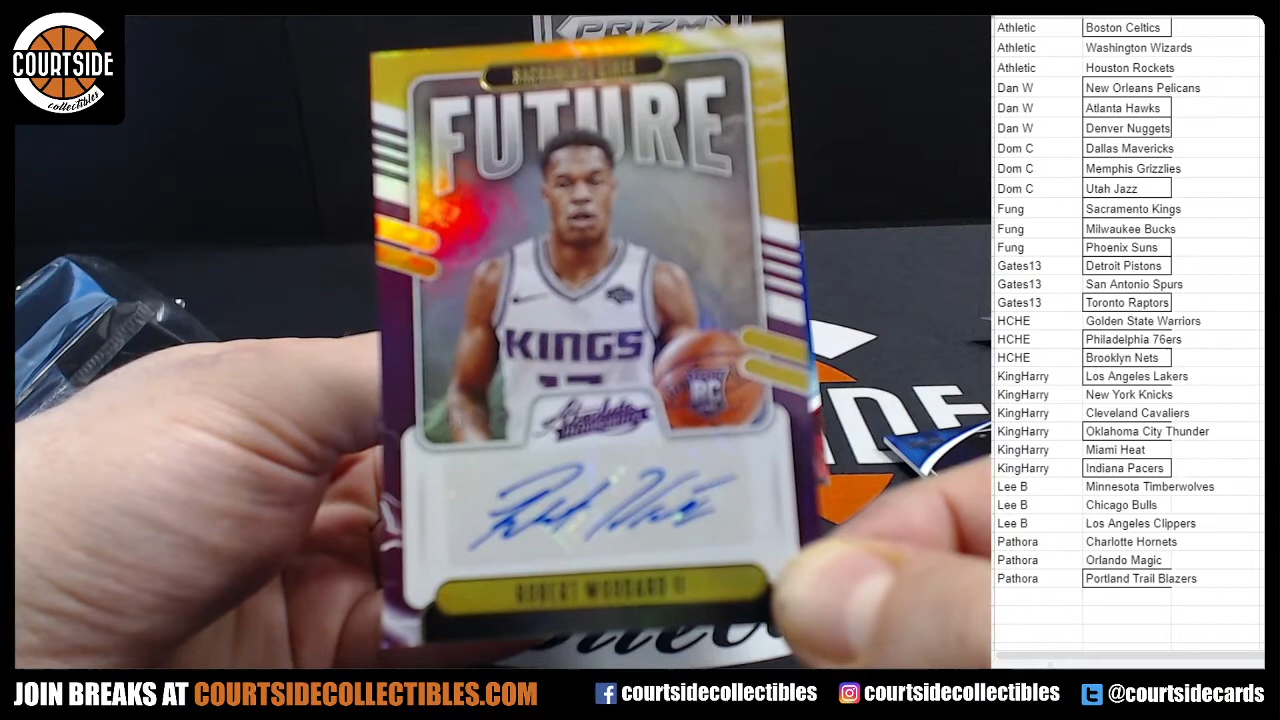 COURTSIDE
collectibles
PRIZM
SACRAMENTO KINGS
FUTURE
KINGS
RC
Absolute
ROBERT WOODARD II
Athletic Boston Celtics
Athletic Washington Wizards
Athletic Houston Rockets
Dan W New Orleans Pelicans
Dan W Atlanta Hawks
Dan W Denver Nuggets
Dom C Dallas Mavericks
Dom C Memphis Grizzlies
Dom C Utah Jazz
Fung Sacramento Kings
Fung Milwaukee Bucks
Fung Phoenix Suns
Gates13 Detroit Pistons
Gates13 San Antonio Spurs
Gates13 Toronto Raptors
HCHE Golden State Warriors
HCHE Philadelphia 76ers
HCHE Brooklyn Nets
KingHarry Los Angeles Lakers
KingHarry New York Knicks
KingHarry Cleveland Cavaliers
KingHarry Oklahoma City Thunder
KingHarry Miami Heat
KingHarry Indiana Pacers
Lee B Minnesota Timberwolves
Lee B Chicago Bulls
Lee B Los Angeles Clippers
Pathora Charlotte Hornets
Pathora Orlando Magic
Pathora Portland Trail Blazers
JOIN BREAKS AT COURTSIDECOLLECTIBLES.COM
courtsidecollectibles
courtsidecollectibles
@courtsidecards